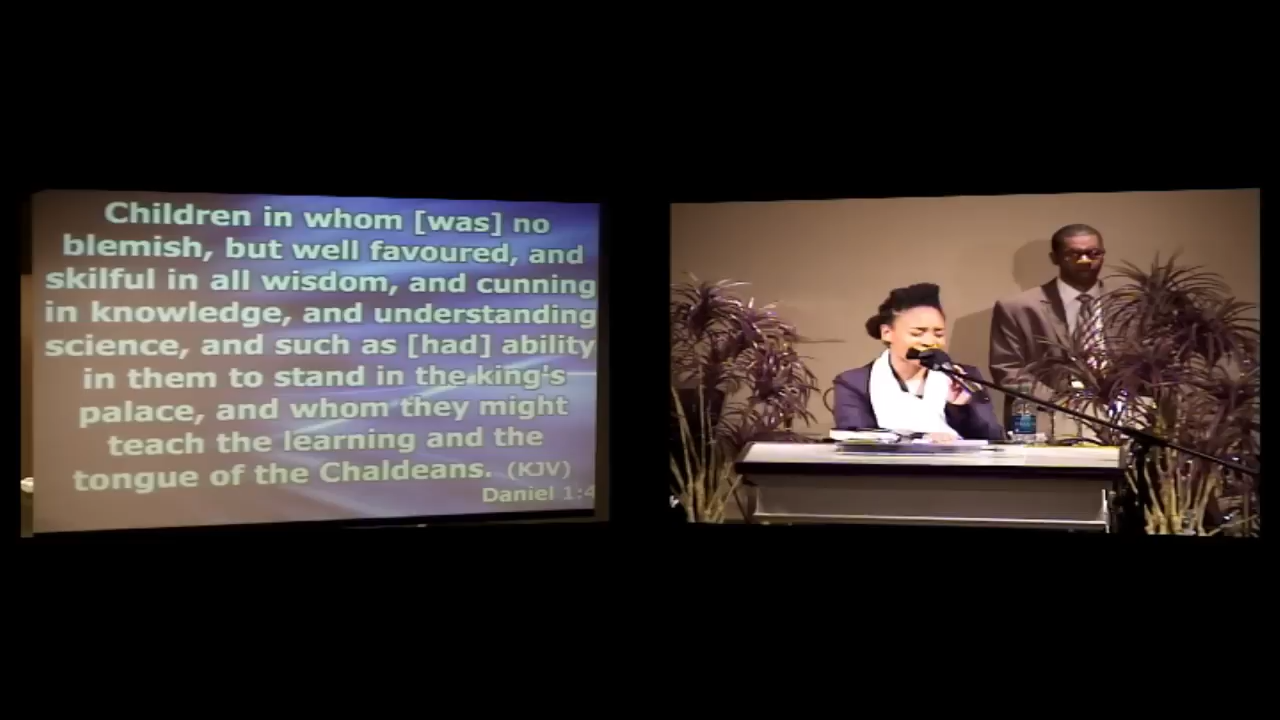 Children in whom [was] no
blemish, but well favoured, and
skilful in all wisdom, and cunning
in knowledge, and understanding
science, and such as [had] ability
in them to stand in the king's
palace, and whom they might
teach the learning and the
tongue of the Chaldeans. (KJV)
Daniel 1:4